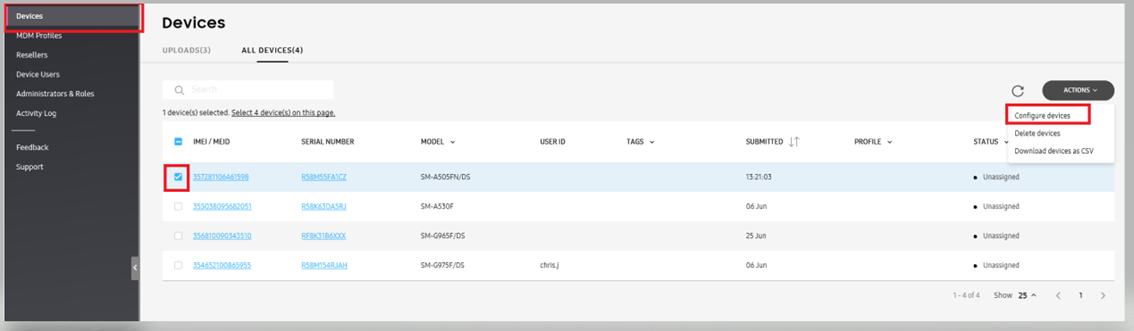 Devices
MDM Profiles
Resellers
Device Users
Administrators & Roles
Activity Log
Feedback
Support
Devices
UPLOADS(3) ALL DEVICES(4)
Search
ACTIONS
1 device(s) selected. Select 4 device(s) on this page.
Configure devices
Delete devices
Download devices as CSV
IMEI / MEID SERIAL NUMBER MODEL USER ID TAGS SUBMITTED PROFILE STATUS
357281106461598 R58M55FA1CZ SM-A505FN/DS 13:21:03 Unassigned
355038095682051 R58K63DA5RJ SM-A530F 06 Jun Unassigned
356810090343510 RF8K31B6XXX SM-G965F/DS 25 Jun Unassigned
354652100865955 R58M154RJAH SM-G975F/DS chris.j 06 Jun Unassigned
1 - 4 of 4 Show 25 1